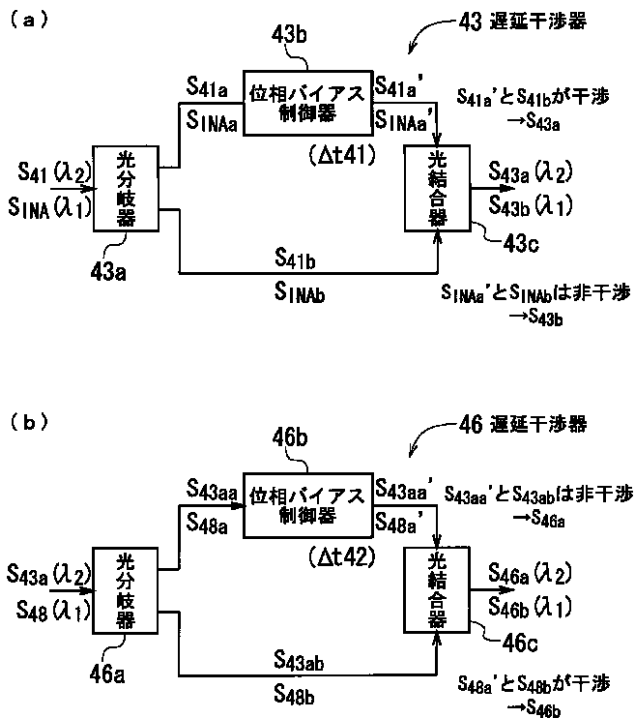 (a)
43b
43 遅延干渉器
S41a
位相バイアス
制御器
S41a'
SINAa
SINAa'
(Δt41)
S41a'とS41bが干渉
→S43a
S41(λ2)
SINA(λ1)
光分岐器
43a
光結合器
43c
S43a(λ2)
S43b(λ1)
S41b
SINAb
SINAa'とSINAbは非干渉
→S43b
(b)
46b
46 遅延干渉器
S43aa
位相バイアス
制御器
S43aa'
S48a
S48a'
(Δt42)
S43aa'とS43abは非干渉
→S46a
S43a(λ2)
S48(λ1)
光分岐器
46a
光結合器
46c
S46a(λ2)
S46b(λ1)
S43ab
S48b
S48a'とS48bが干渉
→S46b